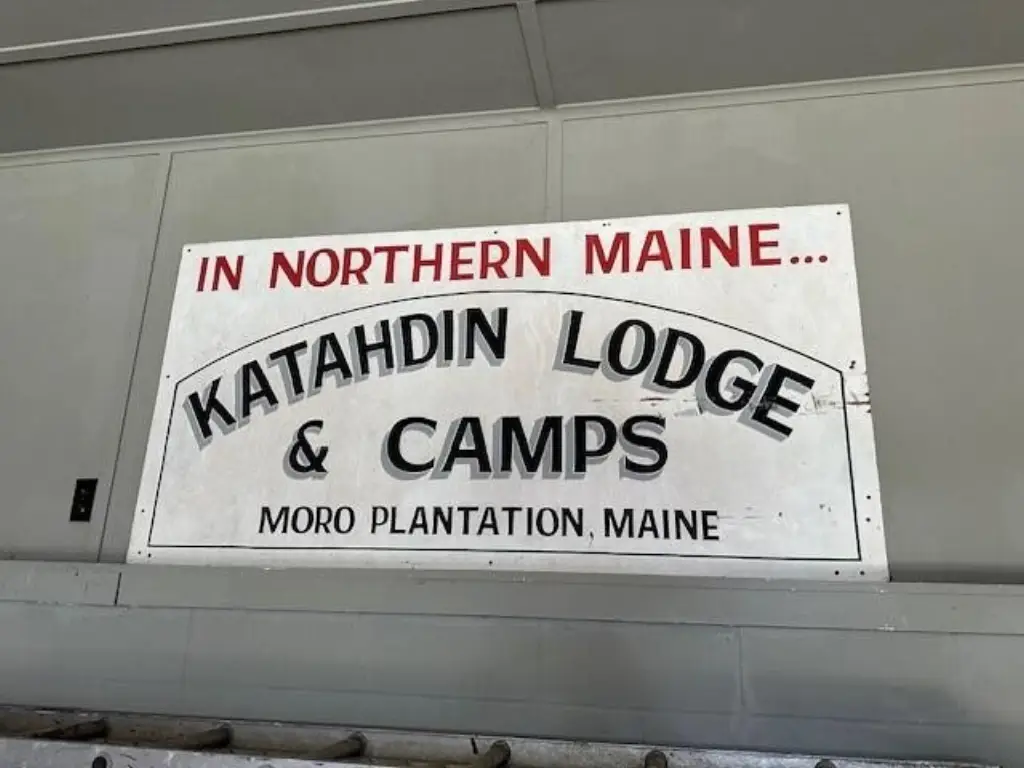 IN NORTHERN MAINE...
KATAHDIN LODGE
& CAMPS
MORO PLANTATION, MAINE